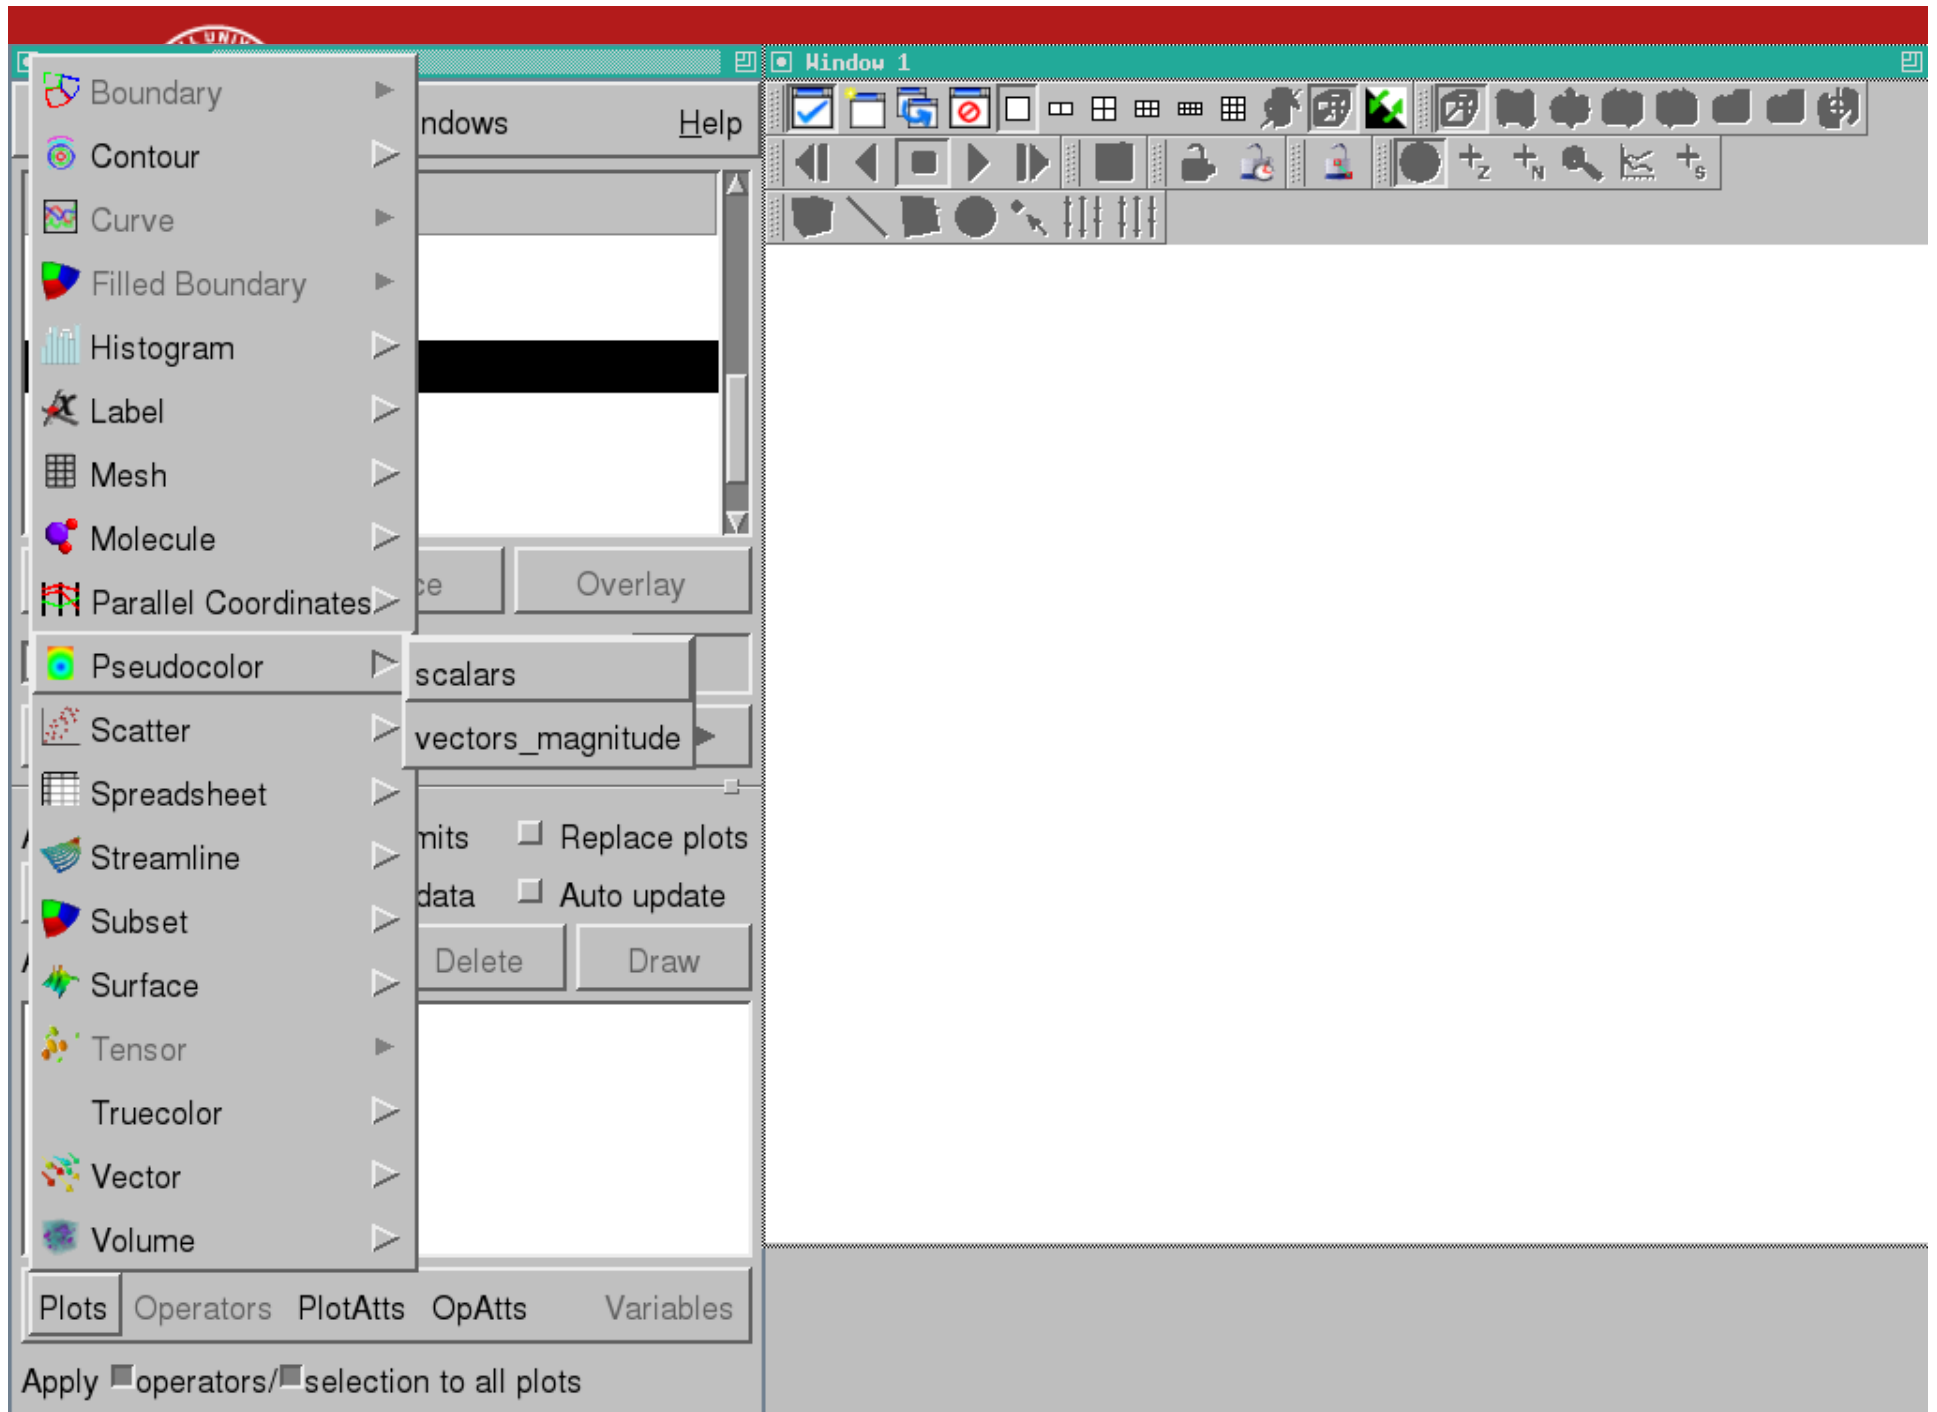 Window 1
Boundary
Contour
Curve
Filled Boundary
Histogram
Label
Mesh
Molecule
Parallel Coordinates
Pseudocolor
Scatter
Spreadsheet
Streamline
Subset
Surface
Tensor
Truecolor
Vector
Volume
scalars
vectors_magnitude
ndows Help
Overlay
mits Replace plots
data Auto update
Delete Draw
Plots Operators PlotAtts OpAtts Variables
Apply operators/ selection to all plots